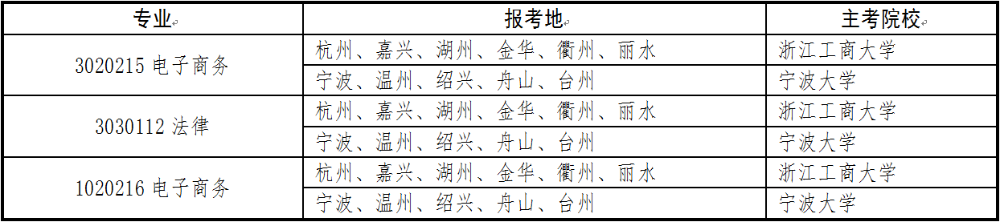 专业 报考地 主考院校
3020215 电子商务 杭州、嘉兴、湖州、金华、衢州、丽水 浙江工商大学
宁波、温州、绍兴、舟山、台州 宁波大学
3030112 法律 杭州、嘉兴、湖州、金华、衢州、丽水 浙江工商大学
宁波、温州、绍兴、舟山、台州 宁波大学
1020216 电子商务 杭州、嘉兴、湖州、金华、衢州、丽水 浙江工商大学
宁波、温州、绍兴、舟山、台州 宁波大学